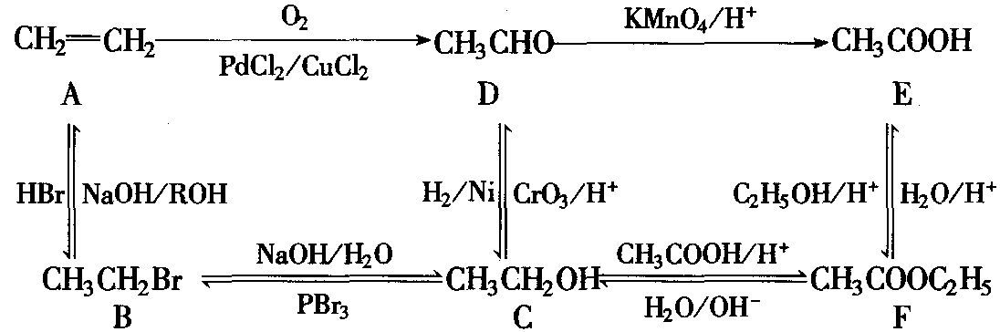 CH₂=CH₂ O₂ PdCl₂/CuCl₂ CH₃CHO KMnO₄/H⁺ CH₃COOH
A D E
HBr NaOH/ROH H₂/Ni CrO₃/H⁺ C₂H₅OH/H⁺ H₂O/H⁺
CH₃CH₂Br NaOH/H₂O PBr₃ CH₃CH₂OH CH₃COOH/H⁺ H₂O/OH⁻ CH₃COOC₂H₅
B C F